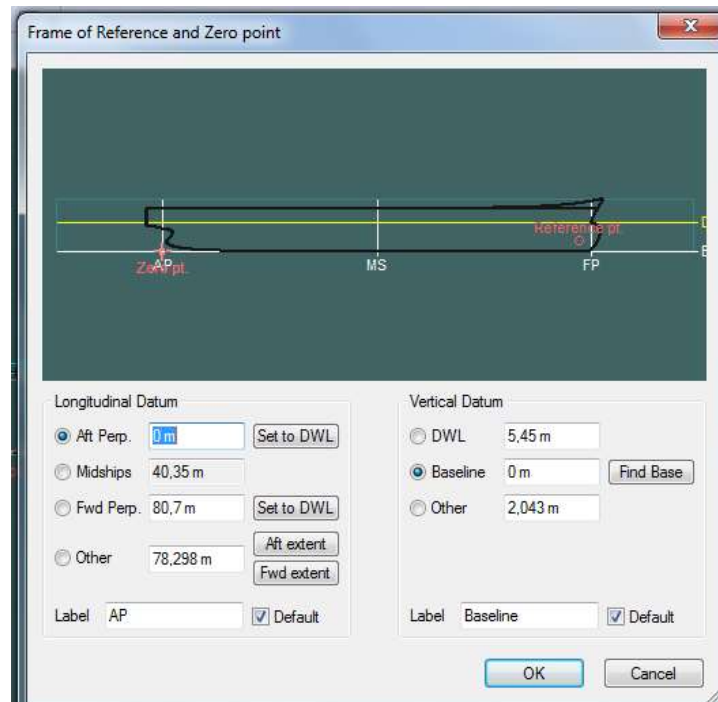 Frame of Reference and Zero point
Reference pt.
D
B
Zero pt.
AP
MS
FP
Longitudinal Datum
Aft Perp. 0 m Set to DWL
Midships 40,35 m
Fwd Perp. 80,7 m Set to DWL
Other 78,298 m Aft extent
Fwd extent
Label AP Default
Vertical Datum
DWL 5,45 m
Baseline 0 m Find Base
Other 2,043 m
Label Baseline Default
OK Cancel